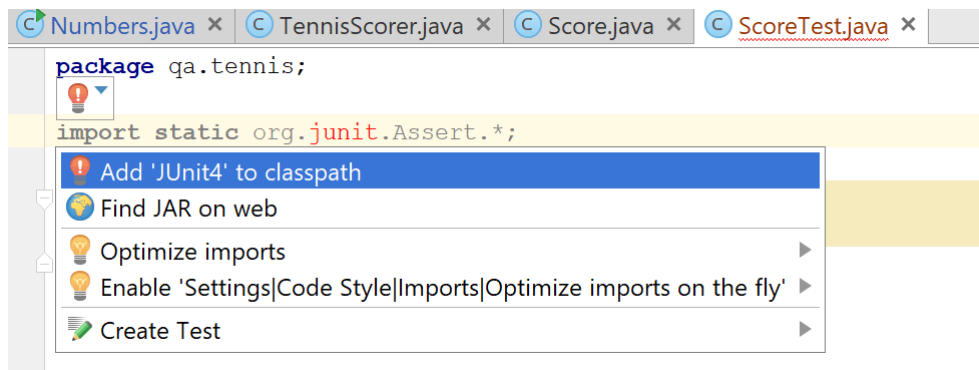 Numbers.java × TennisScorer.java × Score.java × ScoreTest.java ×
package qa.tennis;
import static org.junit.Assert.*;
Add 'JUnit4' to classpath
Find JAR on web
Optimize imports
Enable 'Settings|Code Style|Imports|Optimize imports on the fly'
Create Test